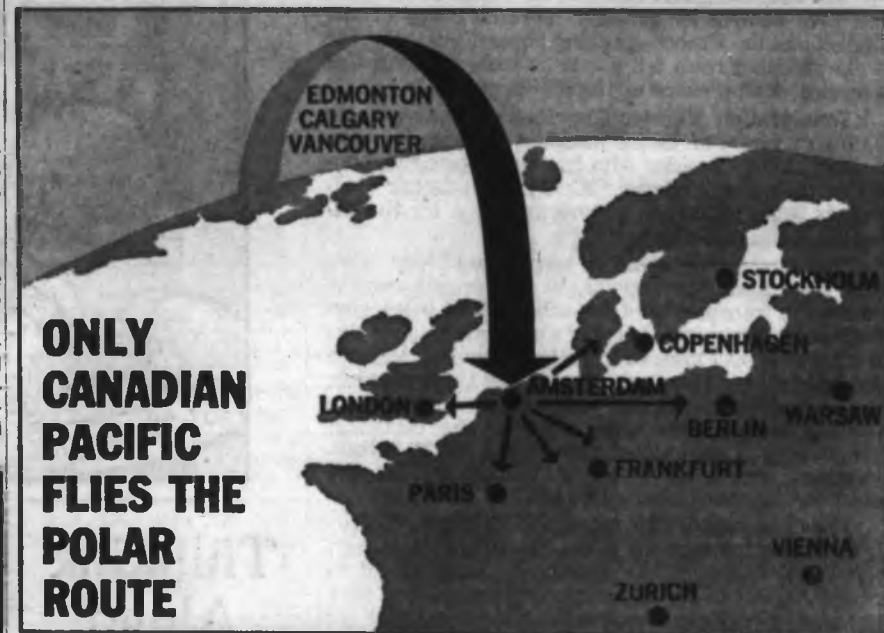 EDMONTON
CALGARY
VANCOUVER
ONLY
CANADIAN
PACIFIC
FLIES THE
POLAR
ROUTE
STOCKHOLM
COPENHAGEN
AMSTERDAM
LONDON
BERLIN
WARSAW
FRANKFURT
PARIS
VIENNA
ZURICH